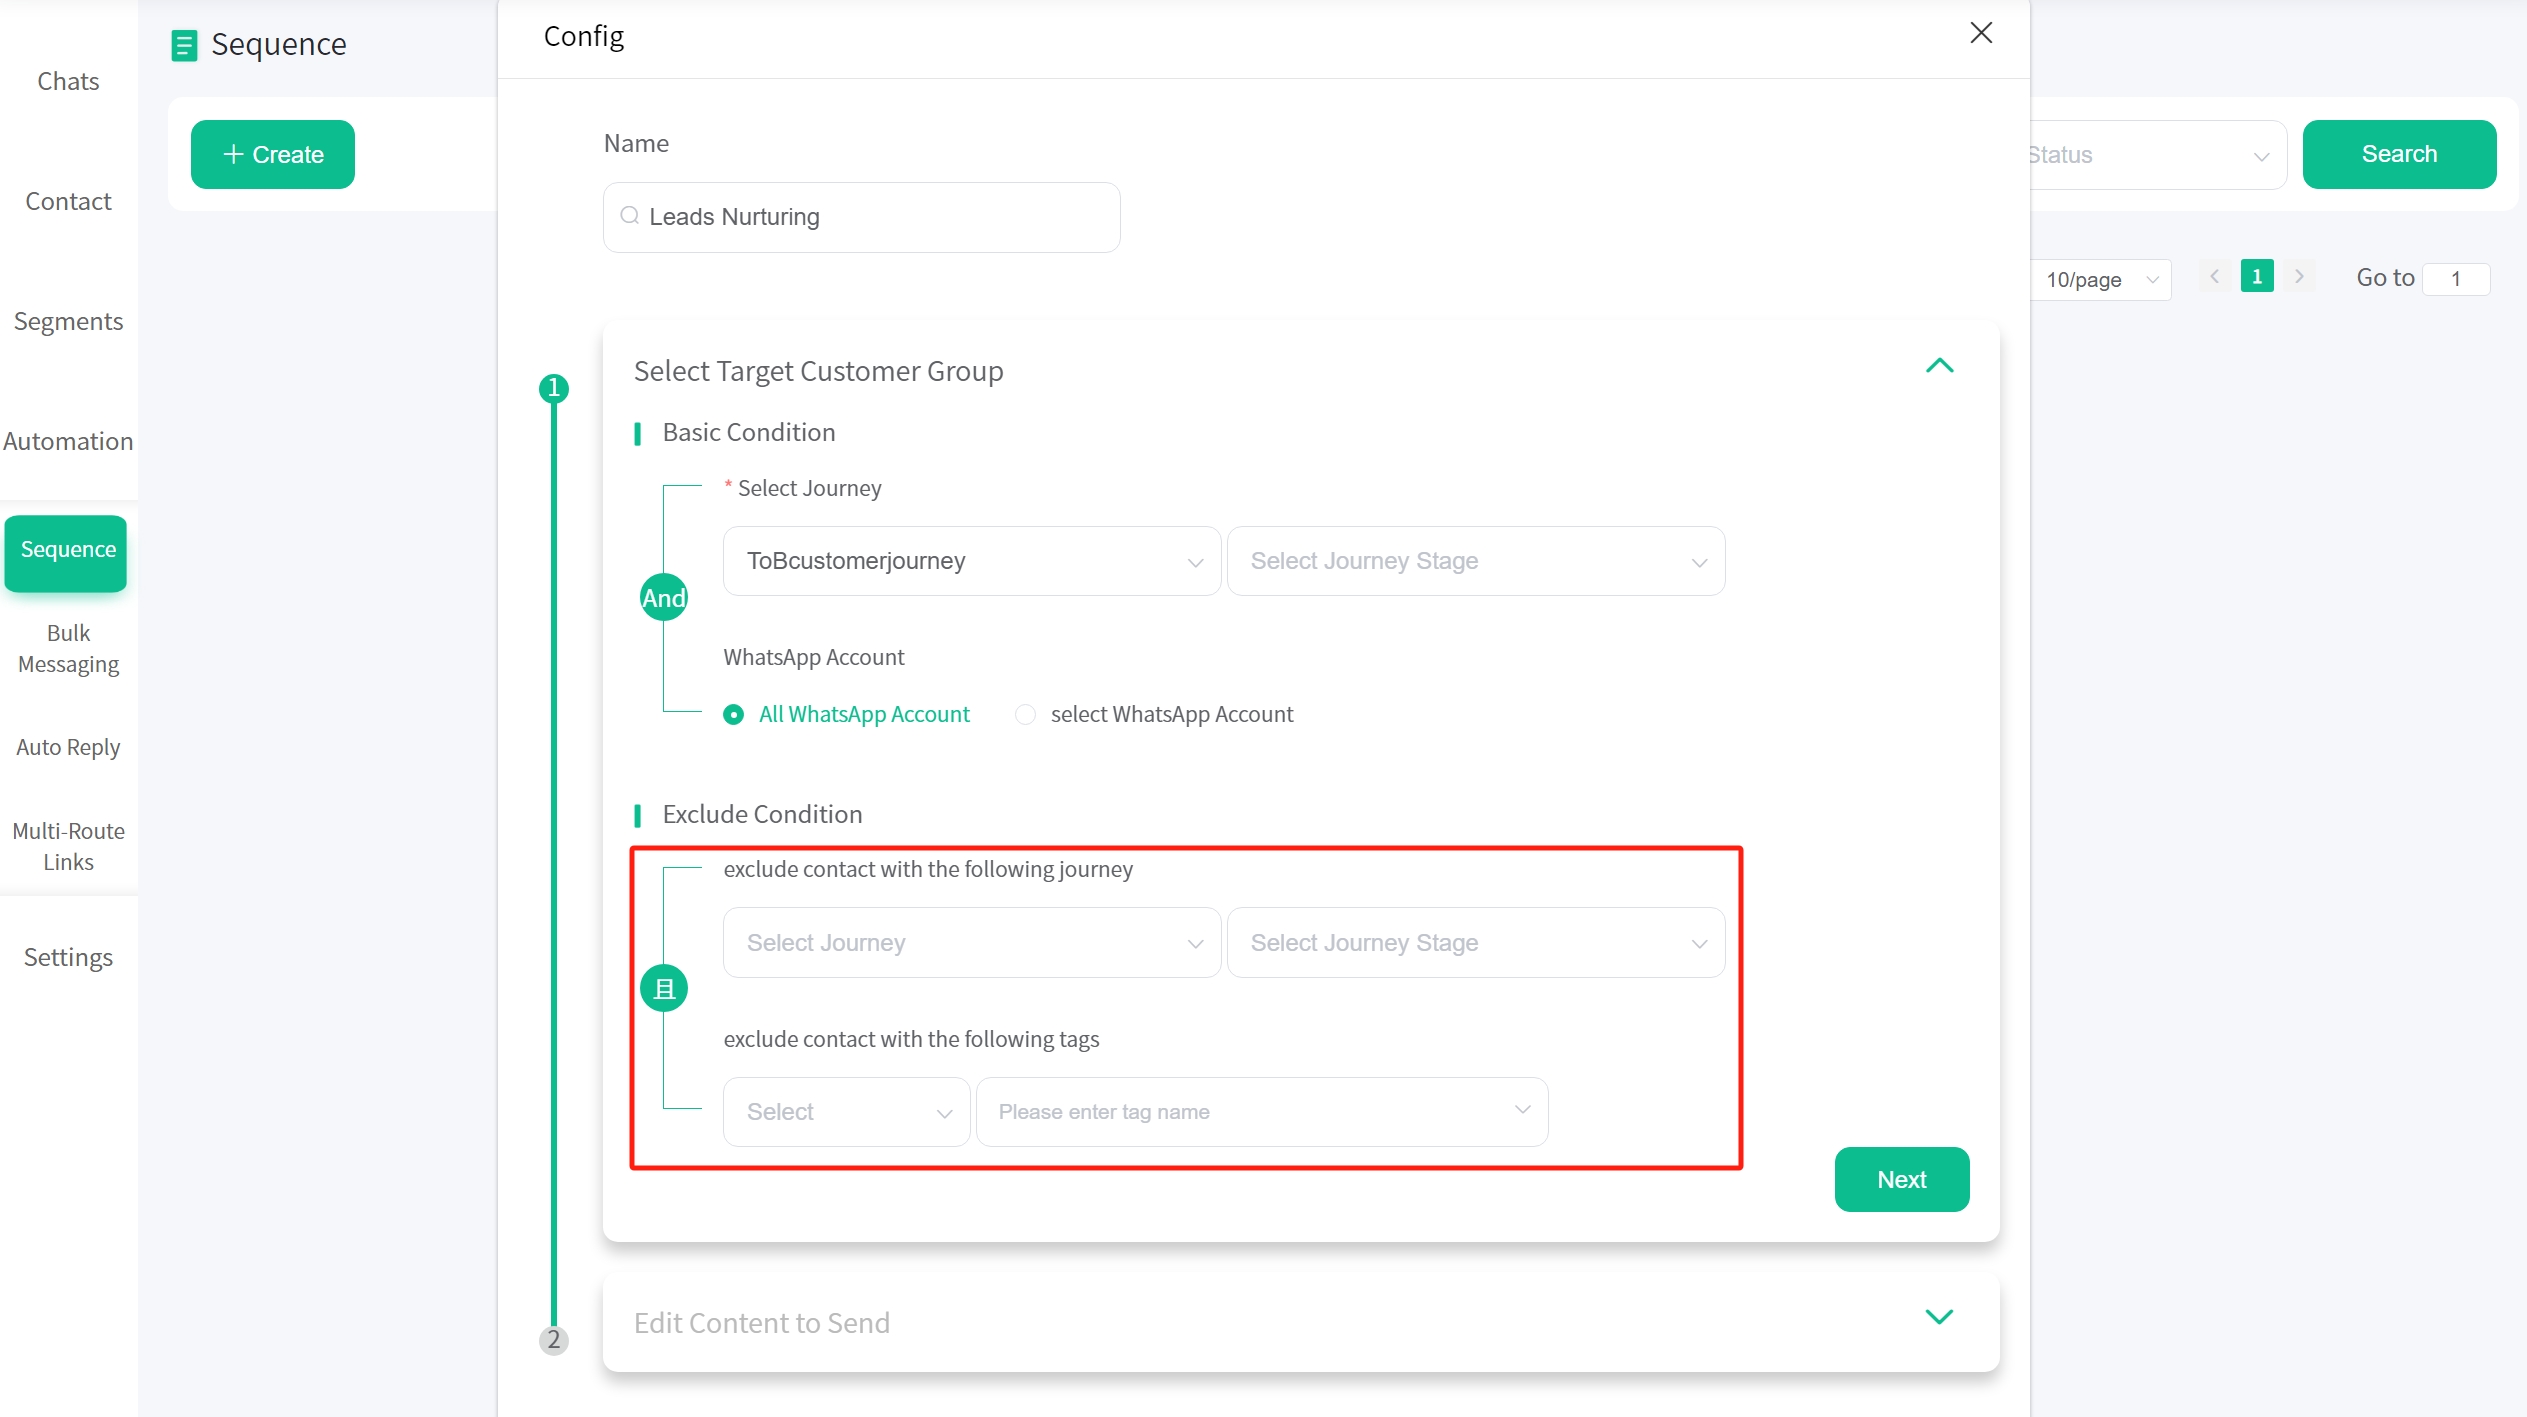 Chats
Contact
Segments
Automation
Sequence
Bulk
Messaging
Auto Reply
Multi-Route
Links
Settings
Sequence
+ Create
Status
Search
10/page
1
Go to
1
Config
Name
Leads Nurturing
1
Select Target Customer Group
Basic Condition
* Select Journey
ToBcustomerjourney
Select Journey Stage
And
WhatsApp Account
All WhatsApp Account
select WhatsApp Account
Exclude Condition
exclude contact with the following journey
Select Journey
Select Journey Stage
且
exclude contact with the following tags
Select
Please enter tag name
Next
2
Edit Content to Send